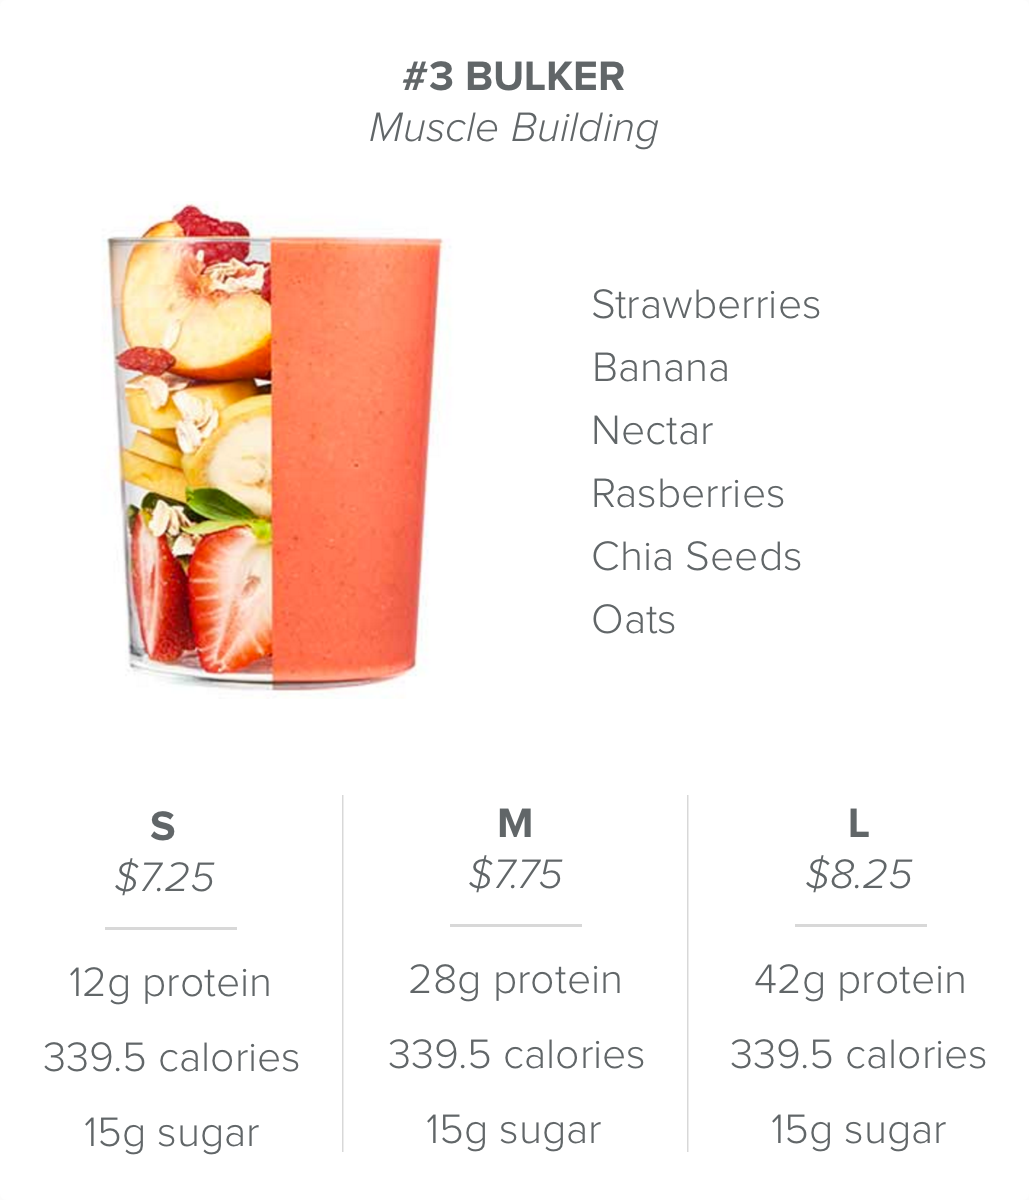 #3 BULKER
Muscle Building
Strawberries
Banana
Nectar
Rasberries
Chia Seeds
Oats
S
$7.25
12g protein
339.5 calories
15g sugar
M
$7.75
28g protein
339.5 calories
15g sugar
L
$8.25
42g protein
339.5 calories
15g sugar